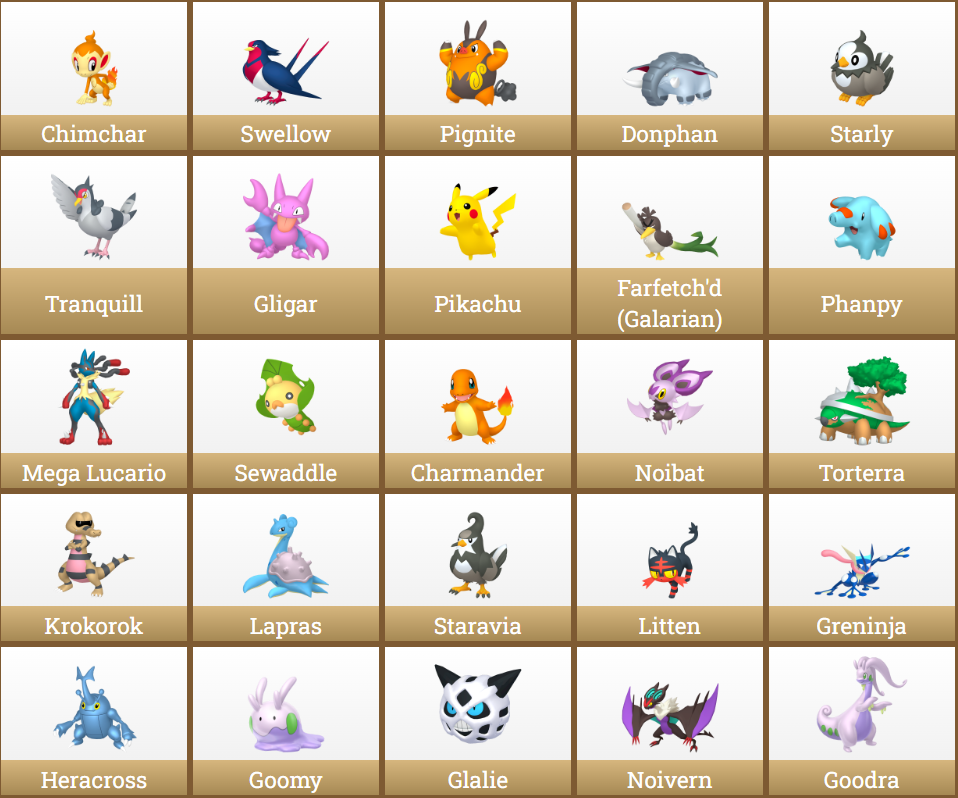 Chimchar
Swellow
Pignite
Donphan
Starly
Tranquill
Gligar
Pikachu
Farfetch'd
(Galarian)
Phanpy
Mega Lucario
Sewaddle
Charmander
Noibat
Torterra
Krokorok
Lapras
Staravia
Litten
Greninja
Heracross
Goomy
Glalie
Noivern
Goodra